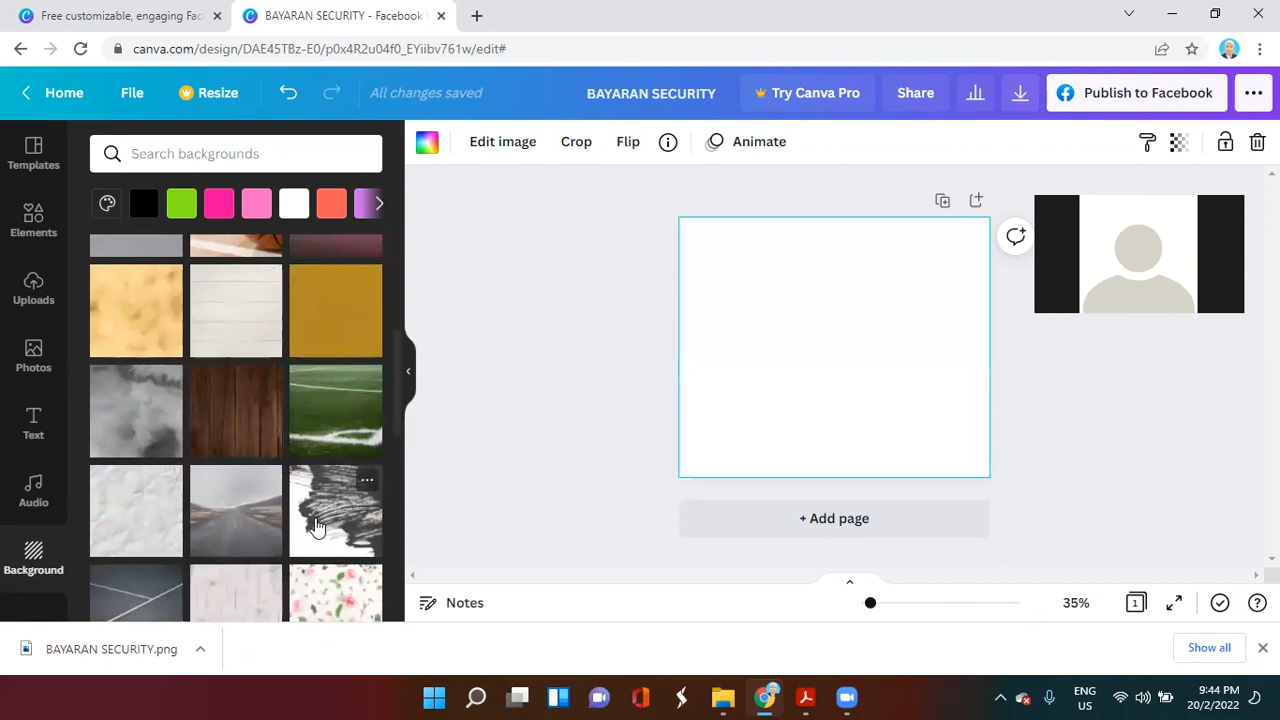 Free customizable, engaging Fac
BAYARAN SECURITY - Facebook
canva.com/design/DAE45TBz-E0/p0x4R2u04f0_EYiibv761w/edit#
Home
File
Resize
All changes saved
BAYARAN SECURITY
Try Canva Pro
Share
Publish to Facebook
Templates
Elements
Uploads
Photos
Text
Audio
Background
Search backgrounds
Edit image
Crop
Flip
Animate
+ Add page
Notes
35%
1
BAYARAN SECURITY.png
Show all
ENG
US
9:44 PM
20/2/2022